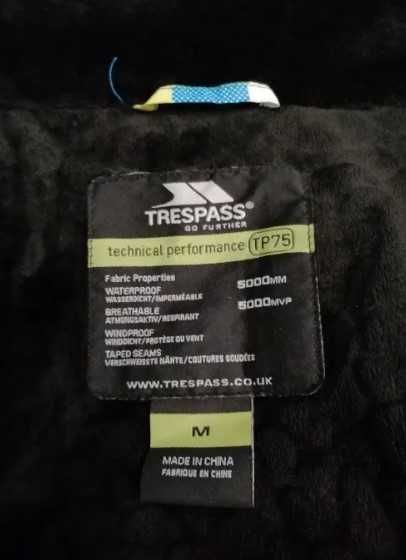 TRESPASS®
GO FURTHER
technical performance TP75
Fabric Properties
WATERPROOF 5000MM
WASSERDICHT/IMPERMÉABLE
BREATHABLE 5000MVP
ATMUNGSAKTIV/RESPIRANT
WINDPROOF
WINDDICHT/PROTÈGE DU VENT
TAPED SEAMS
VERSCHWEISSTE NÄHTE/COUTURES SOUDÉES
WWW.TRESPASS.CO.UK
M
MADE IN CHINA
FABRIQUE EN CHINE